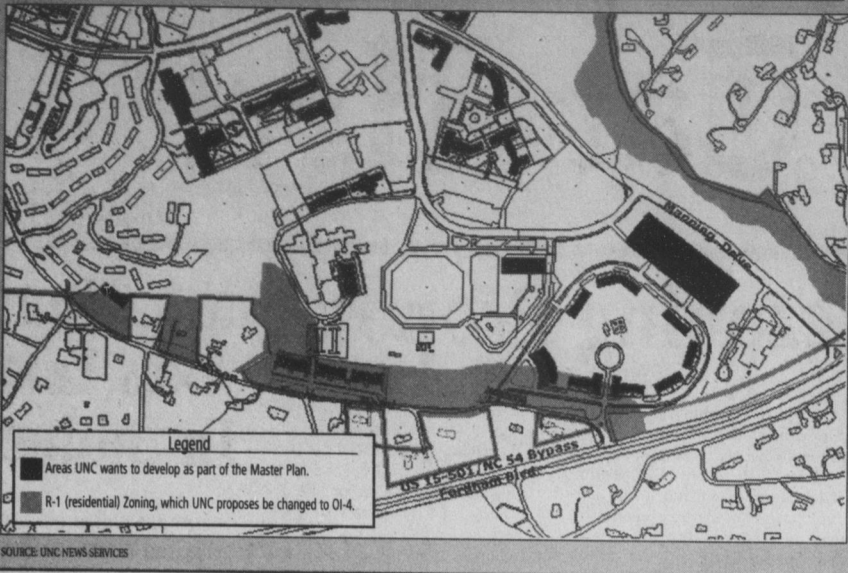 Manning Drive
US 15-501/NC 54 Bypass
Fordham Blvd.
Legend
Areas UNC wants to develop as part of the Master Plan.
R-1 (residential) Zoning, which UNC proposes be changed to OI-4.
SOURCE: UNC NEWS SERVICES